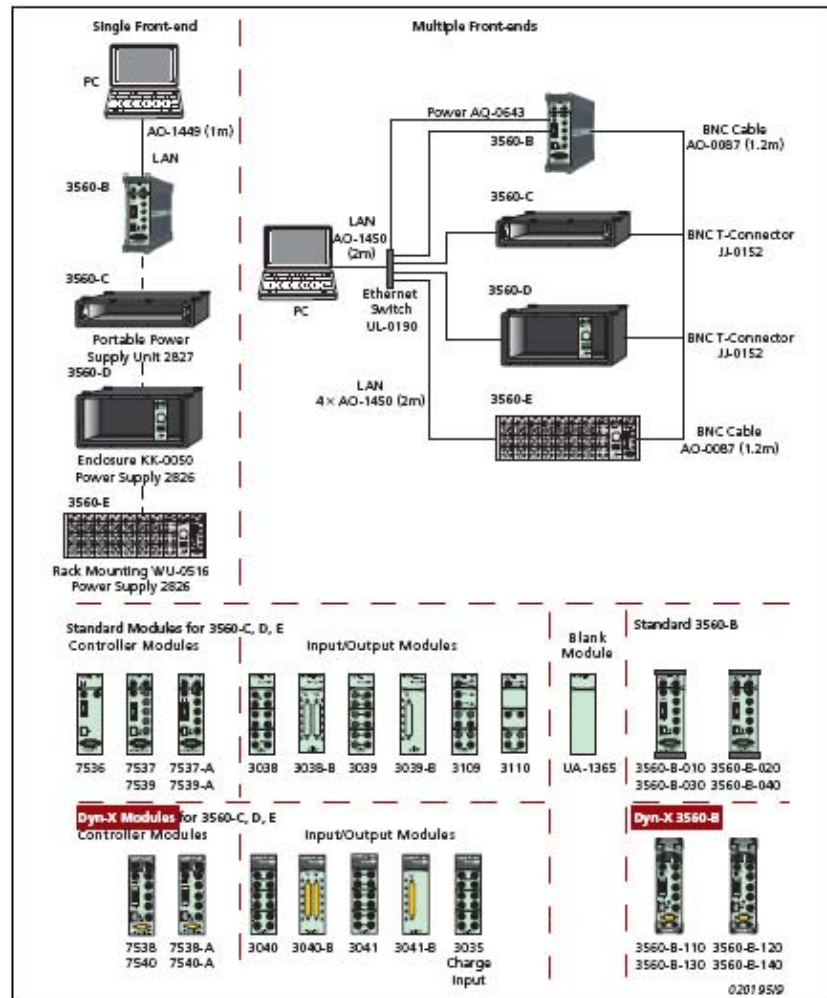 Single Front-end
PC
AO-1449 (1m)
LAN
3560-B
3560-C
Portable Power
Supply Unit 2827
3560-D
Enclosure KK-0050
Power Supply 2826
3560-E
Rack Mounting WU-0516
Power Supply 2826
Multiple Front-ends
Power AQ-0643
3560-B
BNC Cable
AO-0087 (1.2m)
3560-C
LAN
AO-1450
(2m)
BNC T-Connector
JJ-0152
PC
Ethernet
Switch
UL-0190
3560-D
BNC T-Connector
JJ-0152
LAN
4 × AO-1450 (2m)
3560-E
BNC Cable
AO-0087 (1.2m)
Standard Modules for 3560-C, D, E
Controller Modules
7536
7537
7539
7537-A
7539-A
Input/Output Modules
3038
3038-B
3039
3039-B
3109
3110
Blank
Module
UA-1365
Standard 3560-B
3560-B-010 3560-B-020
3560-B-030 3560-B-040
Dyn-X Modules for 3560-C, D, E
Controller Modules
7538
7540
7538-A
7540-A
Input/Output Modules
3040
3040-B
3041
3041-B
3035
Charge
Input
Dyn-X 3560-B
3560-B-110 3560-B-120
3560-B-130 3560-B-140
020195/9